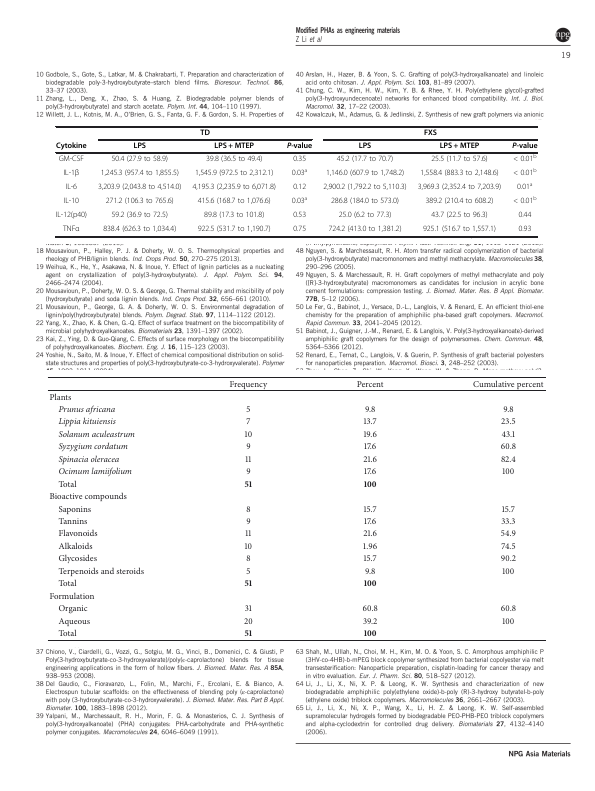 Modified PHAs as engineering materials
Z Li et al
npg
19
10 Godbole, S., Gote, S., Latkar, M. & Chakrabarti, T. Preparation and characterization of
biodegradable poly-3-hydroxybutyrate–starch blend films. Bioresour. Technol. 86,
33–37 (2003).
11 Zhang, L., Deng, X., Zhao, S. & Huang, Z. Biodegradable polymer blends of
poly(3-hydroxybutyrate) and starch acetate. Polym. Int. 44, 104–110 (1997).
12 Willett, J. L., Kotnis, M. A., O'Brien, G. S., Fanta, G. F. & Gordon, S. H. Properties of
40 Arslan, H., Hazer, B. & Yoon, S. C. Grafting of poly(3-hydroxyalkanoate) and linoleic
acid onto chitosan. J. Appl. Polym. Sci. 103, 81–89 (2007).
41 Chung, C. W., Kim, H. W., Kim, Y. B. & Rhee, Y. H. Poly(ethylene glycol)-grafted
poly(3-hydroxyundecenoate) networks for enhanced blood compatibility. Int. J. Biol.
Macromol. 32, 17–22 (2003).
42 Kowalczuk, M., Adamus, G. & Jedlinski, Z. Synthesis of new graft polymers via anionic
TD FXS
Cytokine LPS LPS + MTEP P-value LPS LPS + MTEP P-value
GM-CSF 50.4 (27.9 to 58.9) 39.8 (36.5 to 49.4) 0.35 45.2 (17.7 to 70.7) 25.5 (11.7 to 57.6) < 0.01b
IL-1β 1,245.3 (957.4 to 1,855.5) 1,545.9 (972.5 to 2,312.1) 0.03a 1,146.0 (607.9 to 1,748.2) 1,558.4 (883.3 to 2,148.6) < 0.01b
IL-6 3,203.9 (2,043.8 to 4,514.0) 4,195.3 (2,235.9 to 6,071.8) 0.12 2,900.2 (1,792.2 to 5,110.3) 3,969.3 (2,352.4 to 7,203.9) 0.01a
IL-10 271.2 (106.3 to 765.6) 415.6 (168.7 to 1,076.6) 0.03a 286.8 (184.0 to 573.0) 389.2 (210.4 to 608.2) < 0.01b
IL-12(p40) 59.2 (36.9 to 72.5) 89.8 (17.3 to 101.8) 0.53 25.0 (6.2 to 77.3) 43.7 (22.5 to 96.3) 0.44
TNFα 838.4 (626.3 to 1,034.4) 922.5 (531.7 to 1,190.7) 0.75 724.2 (413.0 to 1,381.2) 925.1 (516.7 to 1,557.1) 0.93
18 Mousavioun, P., Halley, P. J. & Doherty, W. O. S. Thermophysical properties and
rheology of PHB/lignin blends. Ind. Crops Prod. 50, 270–275 (2013).
19 Weihua, K., He, Y., Asakawa, N. & Inoue, Y. Effect of lignin particles as a nucleating
agent on crystallization of poly(3-hydroxybutyrate). J. Appl. Polym. Sci. 94,
2466–2474 (2004).
20 Mousavioun, P., Doherty, W. O. S. & George, G. Thermal stability and miscibility of poly
(hydroxybutyrate) and soda lignin blends. Ind. Crops Prod. 32, 656–661 (2010).
21 Mousavioun, P., George, G. A. & Doherty, W. O. S. Environmental degradation of
lignin/poly(hydroxybutyrate) blends. Polym. Degrad. Stab. 97, 1114–1122 (2012).
22 Yang, X., Zhao, K. & Chen, G.-Q. Effect of surface treatment on the biocompatibility of
microbial polyhydroxyalkanoates. Biomaterials 23, 1391–1397 (2002).
23 Kai, Z., Ying, D. & Guo-Qiang, C. Effects of surface morphology on the biocompatibility
of polyhydroxyalkanoates. Biochem. Eng. J. 16, 115–123 (2003).
24 Yoshie, N., Saito, M. & Inoue, Y. Effect of chemical compositional distribution on solid-
state structures and properties of poly(3-hydroxybutyrate-co-3-hydroxyvalerate). Polymer
48 Nguyen, S. & Marchessault, R. H. Atom transfer radical copolymerization of bacterial
poly(3-hydroxybutyrate) macromonomers and methyl methacrylate. Macromolecules 38,
290–296 (2005).
49 Nguyen, S. & Marchessault, R. H. Graft copolymers of methyl methacrylate and poly
([R]-3-hydroxybutyrate) macromonomers as candidates for inclusion in acrylic bone
cement formulations: compression testing. J. Biomed. Mater. Res. B Appl. Biomater.
77B, 5–12 (2006).
50 Le Fer, G., Babinot, J., Versace, D.-L., Langlois, V. & Renard, E. An efficient thiol-ene
chemistry for the preparation of amphiphilic pha-based graft copolymers. Macromol.
Rapid Commun. 33, 2041–2045 (2012).
51 Babinot, J., Guigner, J.-M., Renard, E. & Langlois, V. Poly(3-hydroxyalkanoate)-derived
amphiphilic graft copolymers for the design of polymersomes. Chem. Commun. 48,
5364–5366 (2012).
52 Renard, E., Ternat, C., Langlois, V. & Guerin, P. Synthesis of graft bacterial polyesters
for nanoparticles preparation. Macromol. Biosci. 3, 248–252 (2003).
Frequency Percent Cumulative percent
Plants
Prunus africana 5 9.8 9.8
Lippia kituiensis 7 13.7 23.5
Solanum aculeastrum 10 19.6 43.1
Syzygium cordatum 9 17.6 60.8
Spinacia oleracea 11 21.6 82.4
Ocimum lamiifolium 9 17.6 100
Total 51 100
Bioactive compounds
Saponins 8 15.7 15.7
Tannins 9 17.6 33.3
Flavonoids 11 21.6 54.9
Alkaloids 10 1.96 74.5
Glycosides 8 15.7 90.2
Terpenoids and steroids 5 9.8 100
Total 51 100
Formulation
Organic 31 60.8 60.8
Aqueous 20 39.2 100
Total 51 100
37 Chiono, V., Ciardelli, G., Vozzi, G., Sotgiu, M. G., Vinci, B., Domenici, C. & Giusti, P
Poly(3-hydroxybutyrate-co-3-hydroxyvalerate)/poly(ε-caprolactone) blends for tissue
engineering applications in the form of hollow fibers. J. Biomed. Mater. Res. A 85A,
938–953 (2008).
38 Del Gaudio, C., Fioravanzo, L., Folin, M., Marchi, F., Ercolani, E. & Bianco, A.
Electrospun tubular scaffolds: on the effectiveness of blending poly (ε-caprolactone)
with poly (3-hydroxybutyrate-co-3-hydroxyvalerate). J. Biomed. Mater. Res. Part B Appl.
Biomater. 100, 1883–1898 (2012).
39 Yalpani, M., Marchessault, R. H., Morin, F. G. & Monasterios, C. J. Synthesis of
poly(3-hydroxyalkanoate) (PHA) conjugates: PHA-carbohydrate and PHA-synthetic
polymer conjugates. Macromolecules 24, 6046–6049 (1991).
63 Shah, M., Ullah, N., Choi, M. H., Kim, M. O. & Yoon, S. C. Amorphous amphiphilic P
(3HV-co-4HB)-b-mPEG block copolymer synthesized from bacterial copolyester via melt
transesterification: Nanoparticle preparation, cisplatin-loading for cancer therapy and
in vitro evaluation. Eur. J. Pharm. Sci. 80, 518–527 (2012).
64 Li, J., Li, X., Ni, X. P. & Leong, K. W. Synthesis and characterization of new
biodegradable amphiphilic poly(ethylene oxide)-b-poly (R)-3-hydroxy butyrate-b-poly
(ethylene oxide) triblock copolymers. Macromolecules 36, 2661–2667 (2003).
65 Li, J., Li, X., Ni, X. P., Wang, X., Li, H. Z. & Leong, K. W. Self-assembled
supramolecular hydrogels formed by biodegradable PEO-PHB-PEO triblock copolymers
and alpha-cyclodextrin for controlled drug delivery. Biomaterials 27, 4132–4140
(2006).
NPG Asia Materials